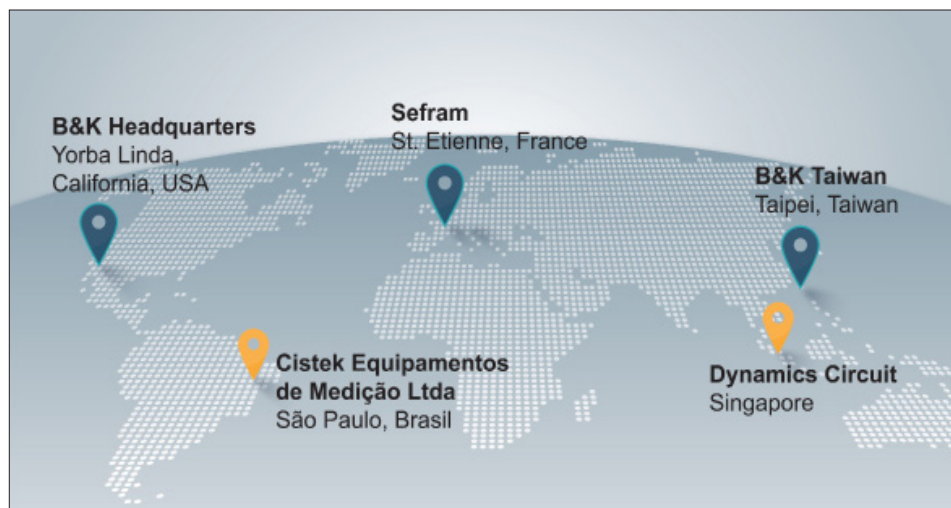 B&K Headquarters
Yorba Linda,
California, USA
Sefram
St. Etienne, France
B&K Taiwan
Taipei, Taiwan
Cistek Equipamentos
de Medição Ltda
São Paulo, Brasil
Dynamics Circuit
Singapore